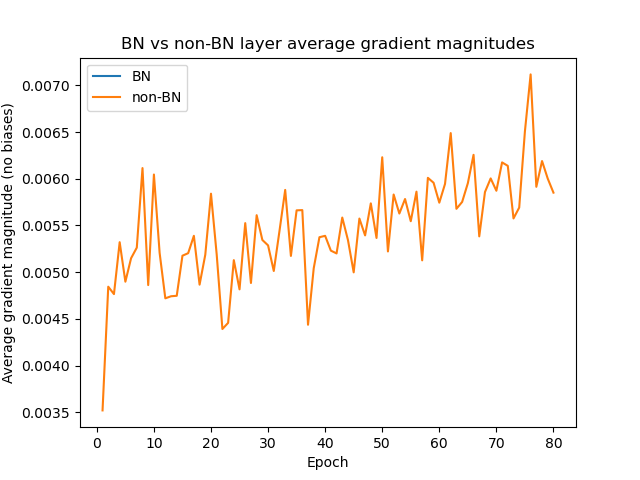 BN vs non-BN layer average gradient magnitudes
BN
non-BN
0.0070
0.0065
0.0060
0.0055
0.0050
0.0045
0.0040
0.0035
Average gradient magnitude (no biases)
0 10 20 30 40 50 60 70 80
Epoch